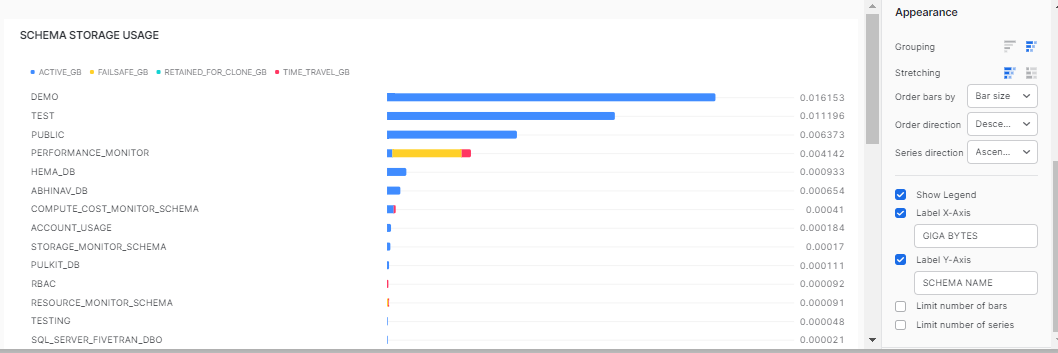 SCHEMA STORAGE USAGE
ACTIVE_GB FAILSAFE_GB RETAINED_FOR_CLONE_GB TIME_TRAVEL_GB
DEMO 0.016153
TEST 0.011196
PUBLIC 0.006373
PERFORMANCE_MONITOR 0.004142
HEMA_DB 0.000933
ABHINAV_DB 0.000654
COMPUTE_COST_MONITOR_SCHEMA 0.00041
ACCOUNT_USAGE 0.000184
STORAGE_MONITOR_SCHEMA 0.00017
PULKIT_DB 0.000111
RBAC 0.000092
RESOURCE_MONITOR_SCHEMA 0.000091
TESTING 0.000048
SQL_SERVER_FIVETRAN_DBO 0.000021
Appearance
Grouping
Stretching
Order bars by Bar size
Order direction Desce...
Series direction Ascen...
Show Legend
Label X-Axis
GIGA BYTES
Label Y-Axis
SCHEMA NAME
Limit number of bars
Limit number of series